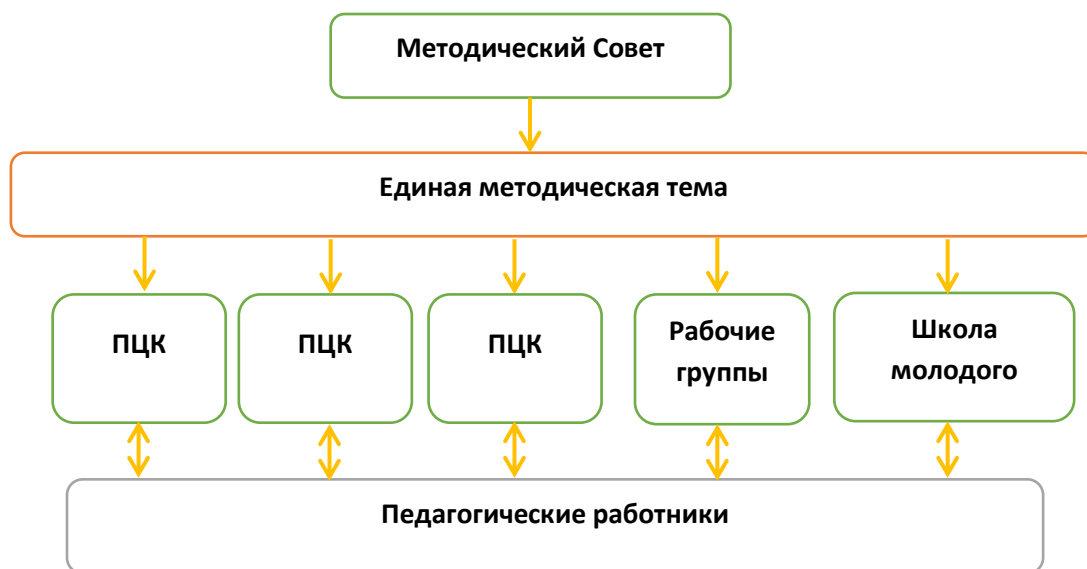 Методический Совет
Единая методическая тема
ПЦК
ПЦК
ПЦК
Рабочие
группы
Школа
молодого
Педагогические работники